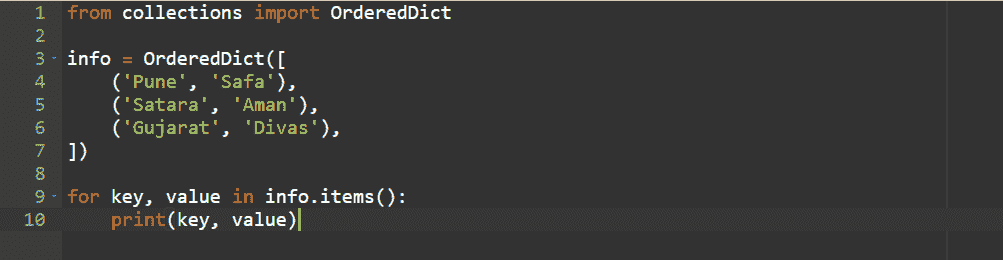 1 from collections import OrderedDict
2
3 info = OrderedDict([
4     ('Pune', 'Safa'),
5     ('Satara', 'Aman'),
6     ('Gujarat', 'Divas'),
7 ])
8
9 for key, value in info.items():
10     print(key, value)